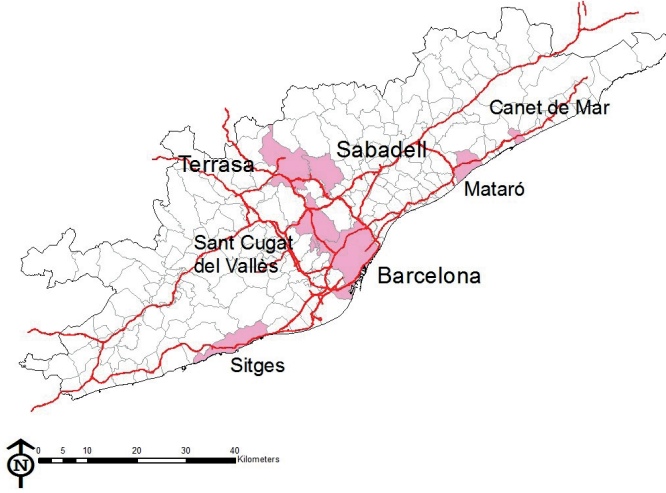 Canet de Mar
Sabadell
Terrasa
Mataró
Sant Cugat
del Vallès
Barcelona
Sitges
N
0 5 10 20 30 40
Kilometers